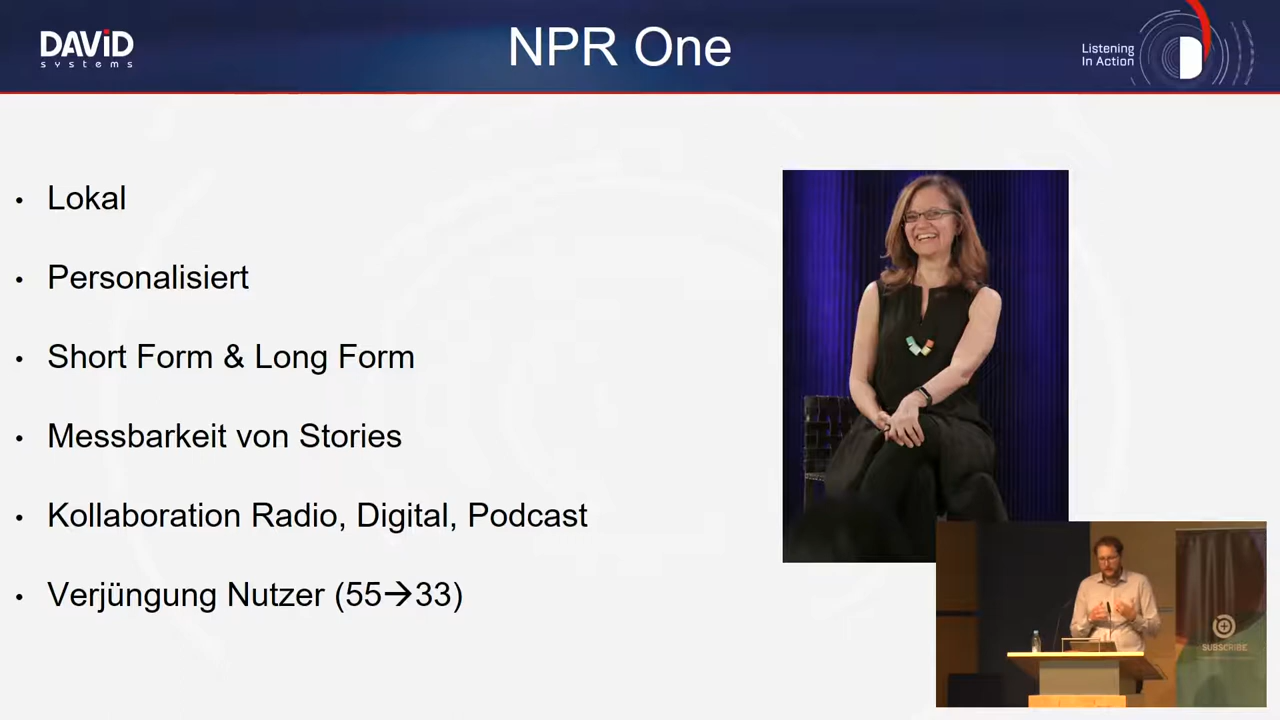 DAViD
systems
NPR One
Listening
In Action
• Lokal
• Personalisiert
• Short Form & Long Form
• Messbarkeit von Stories
• Kollaboration Radio, Digital, Podcast
• Verjüngung Nutzer (55→33)
SUBSCRIBE